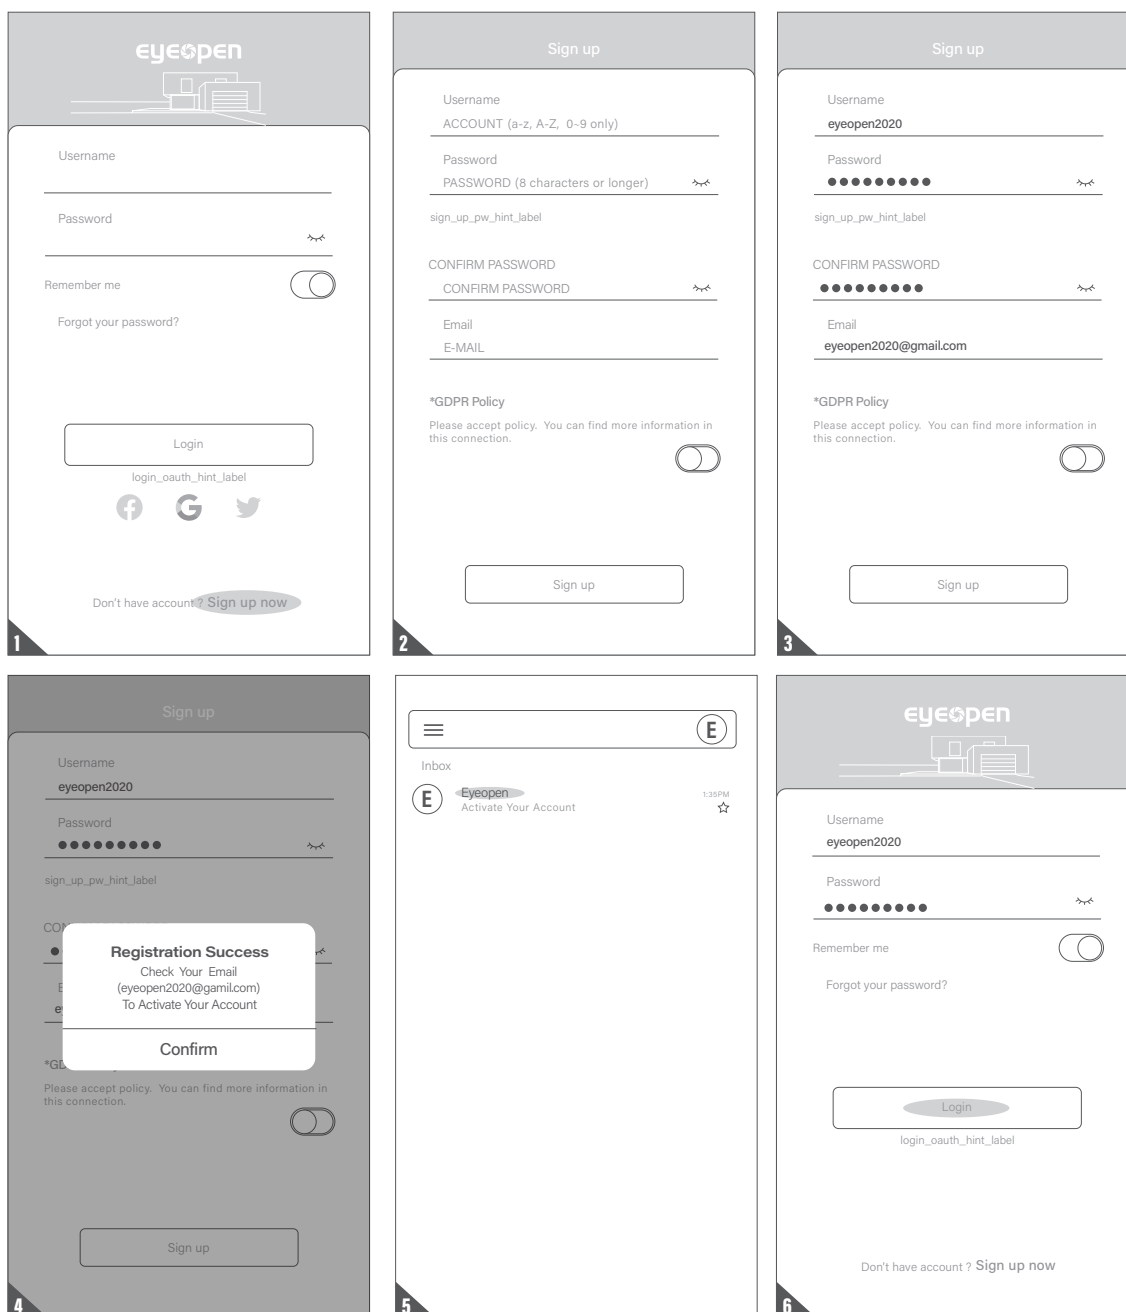 eyeopen
Username
Password
Remember me
Forgot your password?
Login
login_oauth_hint_label
Don't have account ? Sign up now
1
Sign up
Username
ACCOUNT (a-z, A-Z, 0~9 only)
Password
PASSWORD (8 characters or longer)
sign_up_pw_hint_label
CONFIRM PASSWORD
CONFIRM PASSWORD
Email
E-MAIL
*GDPR Policy
Please accept policy. You can find more information in
this connection.
Sign up
2
Sign up
Username
eyeopen2020
Password
sign_up_pw_hint_label
CONFIRM PASSWORD
Email
eyeopen2020@gmail.com
*GDPR Policy
Please accept policy. You can find more information in
this connection.
Sign up
3
Sign up
Username
eyeopen2020
Password
sign_up_pw_hint_label
CON
Registration Success
Check Your Email
(eyeopen2020@gamil.com)
To Activate Your Account
E
ey
Confirm
*GD
Please accept policy. You can find more information in
this connection.
Sign up
4
E
Inbox
E
Eyeopen
1:35PM
Activate Your Account
5
eyeopen
Username
eyeopen2020
Password
Remember me
Forgot your password?
Login
login_oauth_hint_label
Don't have account ? Sign up now
6